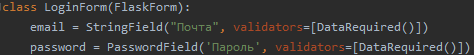 class LoginForm(FlaskForm):
    email = StringField("Почта", validators=[DataRequired()])
    password = PasswordField('Пароль', validators=[DataRequired()])